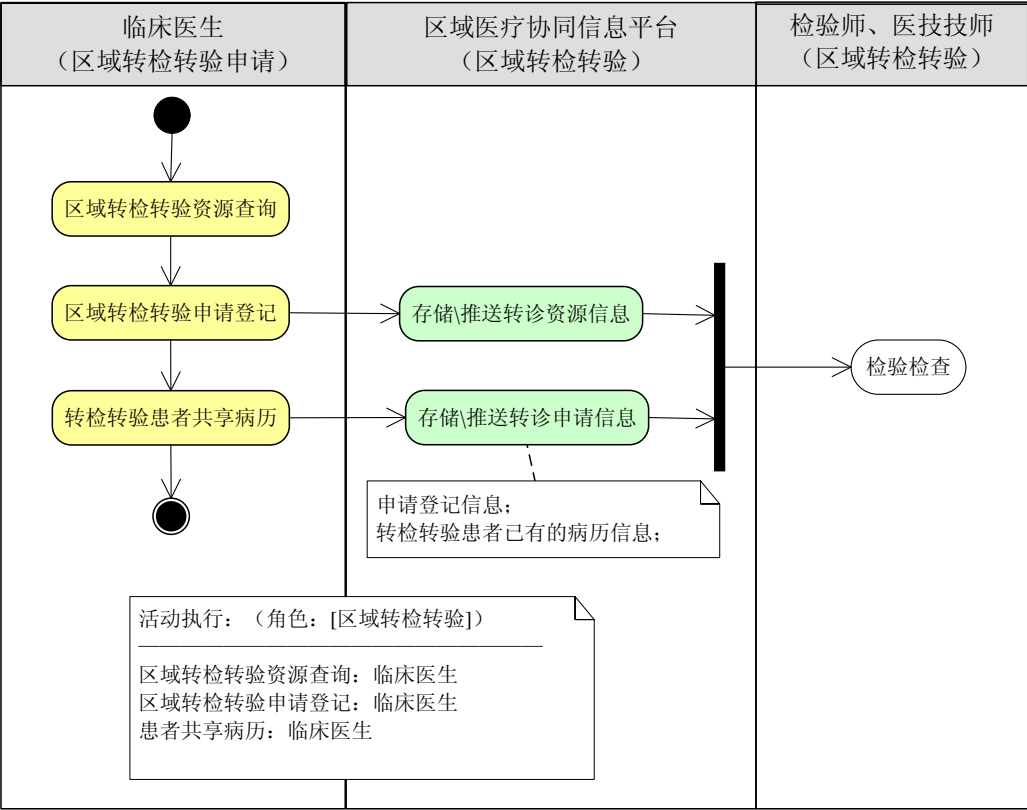 临床医生
（区域转检转验申请）
区域医疗协同信息平台
（区域转检转验）
检验师、医技技师
（区域转检转验）
区域转检转验资源查询
区域转检转验申请登记
存储\推送转诊资源信息
检验检查
转检转验患者共享病历
存储\推送转诊申请信息
申请登记信息；
转检转验患者已有的病历信息；
活动执行：（角色：[区域转检转验]）
区域转检转验资源查询：临床医生
区域转检转验申请登记：临床医生
患者共享病历：临床医生